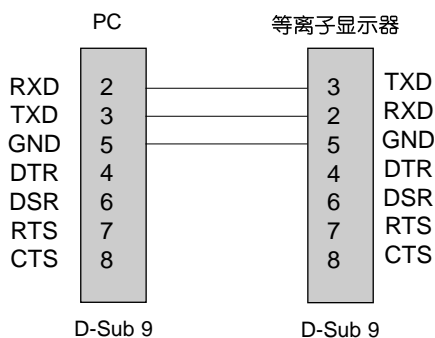 PC 等离子显示器
RXD 2 3 TXD
TXD 3 2 RXD
GND 5 5 GND
DTR 4 4 DTR
DSR 6 6 DSR
RTS 7 7 RTS
CTS 8 8 CTS
D-Sub 9 D-Sub 9